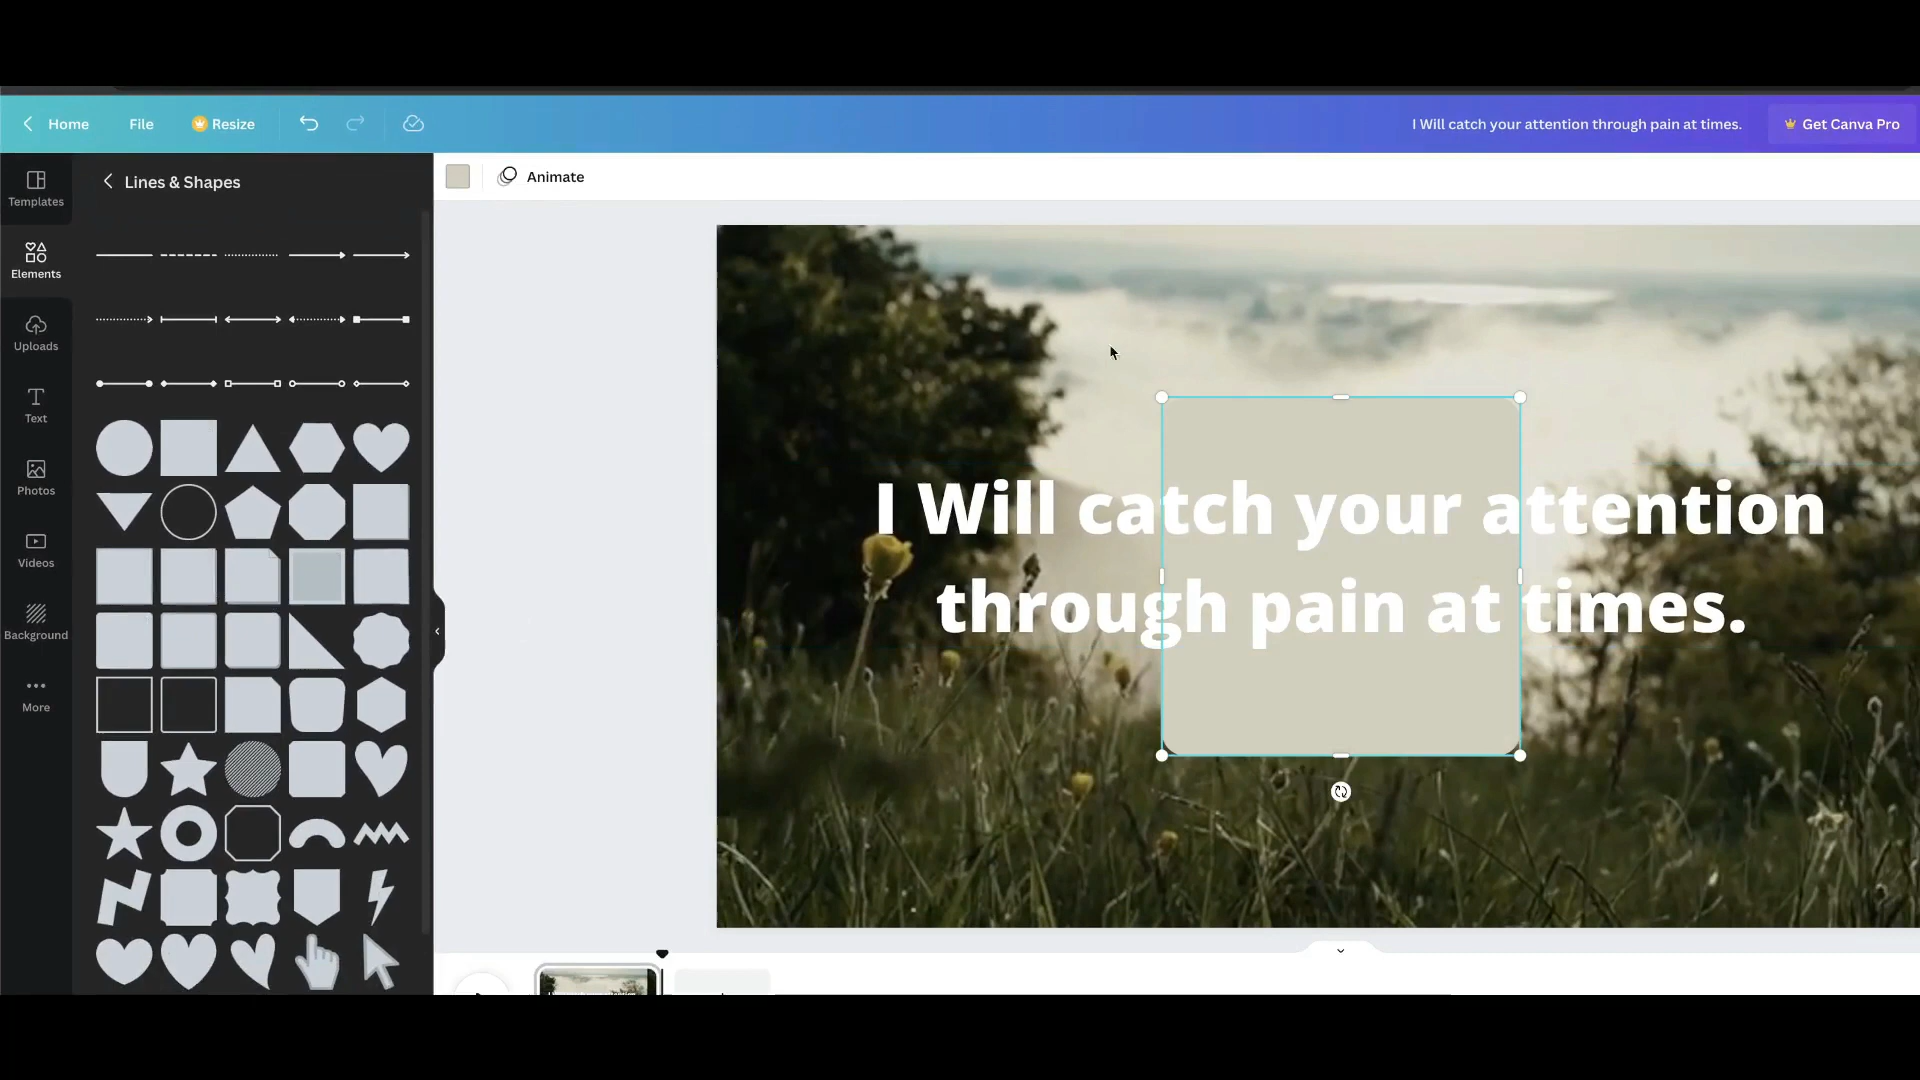 Home File Resize I Will catch your attention through pain at times. Get Canva Pro
Templates
Elements
Uploads
Text
Photos
Videos
Background
More
Lines & Shapes
Animate
I Will catch your attention
through pain at times.